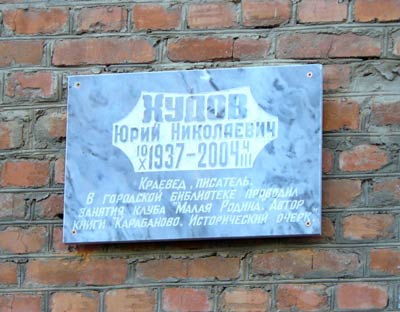 ХУДОВ
Юрий Николаевич
10 X 1937-2004 4 III
Краевед, писатель.
В городской библиотеке проводил
занятия клуба Малая Родина. Автор
книги Карабаново. Исторический очерк